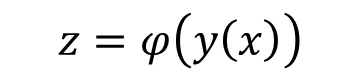 z = φ(y(x))